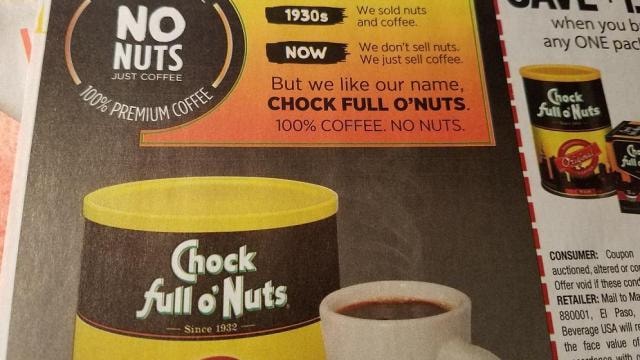 NO
NUTS
JUST COFFEE
100% PREMIUM COFFEE
1930s
We sold nuts
and coffee.
NOW
We don't sell nuts.
We just sell coffee.
But we like our name,
CHOCK FULL O'NUTS.
100% COFFEE. NO NUTS.
Chock
full o' Nuts
Since 1932
when you b
any ONE pac
Chock
full o' Nuts
Original
CONSUMER: Coupon
auctioned, altered or co
Offer void if these cond
RETAILER: Mail to Ma
880001, El Paso,
Beverage USA will re
the face value of